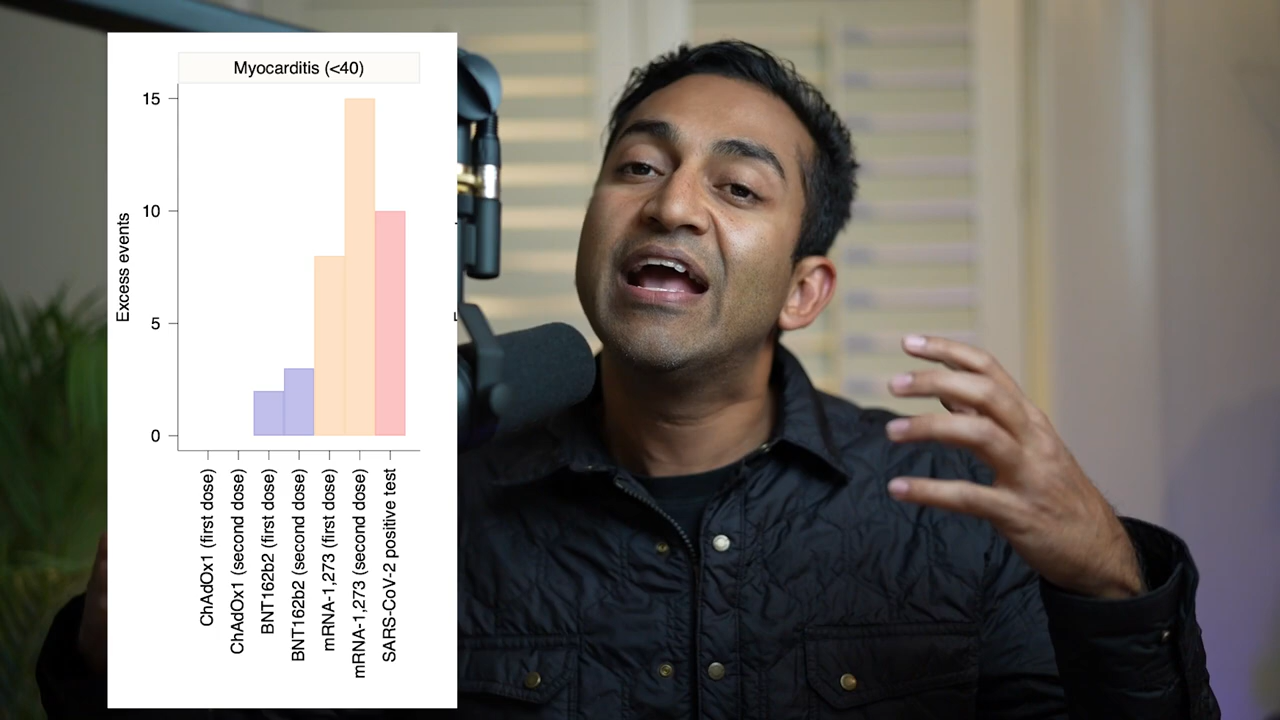 Myocarditis (<40)
15
10
5
0
Excess events
ChAdOx1 (first dose)
ChAdOx1 (second dose)
BNT162b2 (first dose)
BNT162b2 (second dose)
mRNA-1,273 (first dose)
mRNA-1,273 (second dose)
SARS-CoV-2 positive test